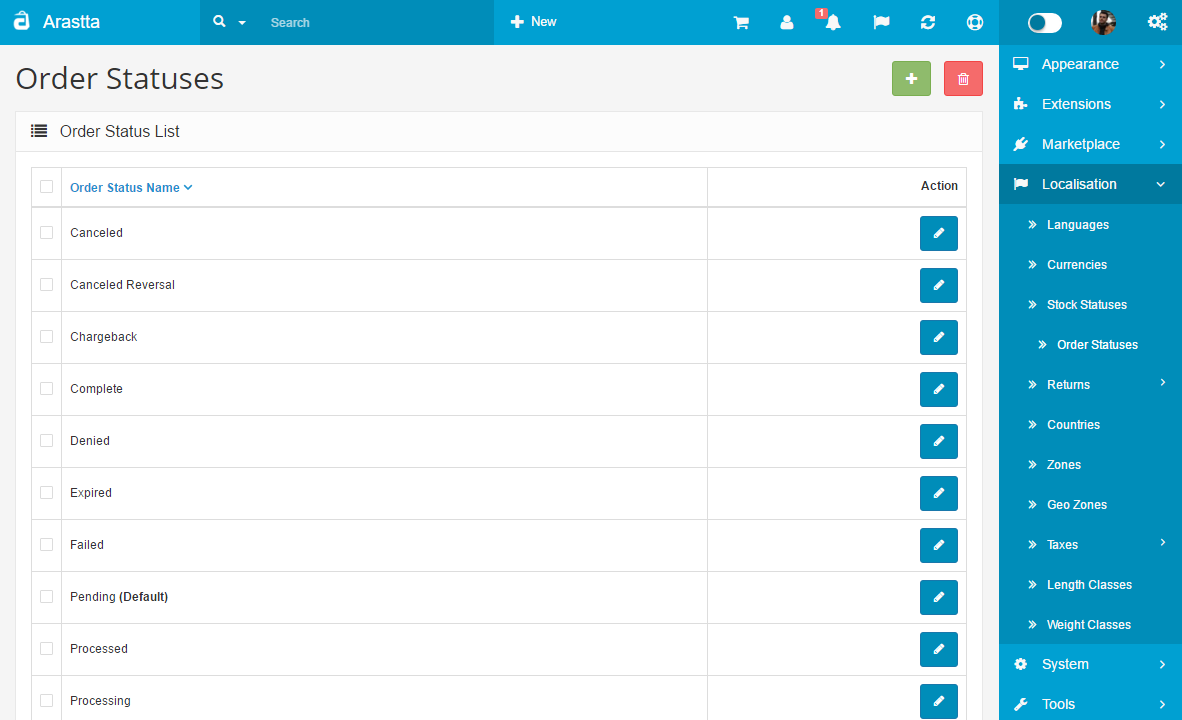 Arastta
Search
New
1
Order Statuses
Order Status List
Order Status Name
Action
Canceled
Canceled Reversal
Chargeback
Complete
Denied
Expired
Failed
Pending (Default)
Processed
Processing
Appearance
Extensions
Marketplace
Localisation
Languages
Currencies
Stock Statuses
Order Statuses
Returns
Countries
Zones
Geo Zones
Taxes
Length Classes
Weight Classes
System
Tools